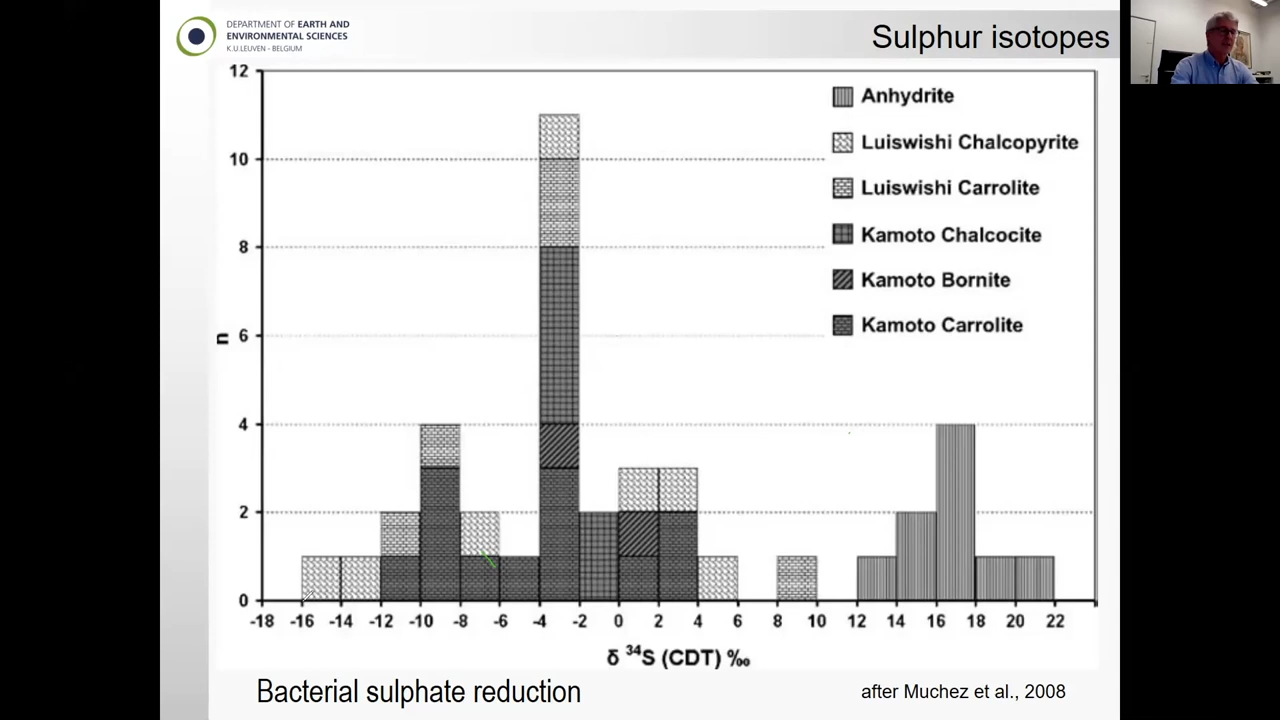 DEPARTMENT OF EARTH AND
ENVIRONMENTAL SCIENCES
K.U.LEUVEN - BELGIUM
Sulphur isotopes
12
10
8
6
4
2
0
n
Anhydrite
Luiswishi Chalcopyrite
Luiswishi Carrolite
Kamoto Chalcocite
Kamoto Bornite
Kamoto Carrolite
-18 -16 -14 -12 -10 -8 -6 -4 -2 0 2 4 6 8 10 12 14 16 18 20 22
δ ³⁴S (CDT) ‰
Bacterial sulphate reduction
after Muchez et al., 2008